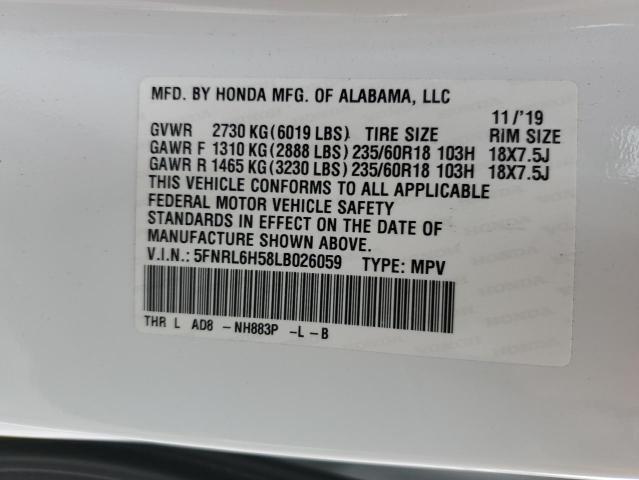 MFD. BY HONDA MFG. OF ALABAMA, LLC
11/'19
GVWR 2730 KG(6019 LBS) TIRE SIZE RIM SIZE
GAWR F 1310 KG(2888 LBS)235/60R18 103H 18X7.5J
GAWR R 1465 KG(3230 LBS)235/60R18 103H 18X7.5J
THIS VEHICLE CONFORMS TO ALL APPLICABLE
FEDERAL MOTOR VEHICLE SAFETY
STANDARDS IN EFFECT ON THE DATE OF
MANUFACTURE SHOWN ABOVE.
V.I.N.: 5FNRL6H58LB026059 TYPE: MPV
THR L AD8 -NH883P -L-B